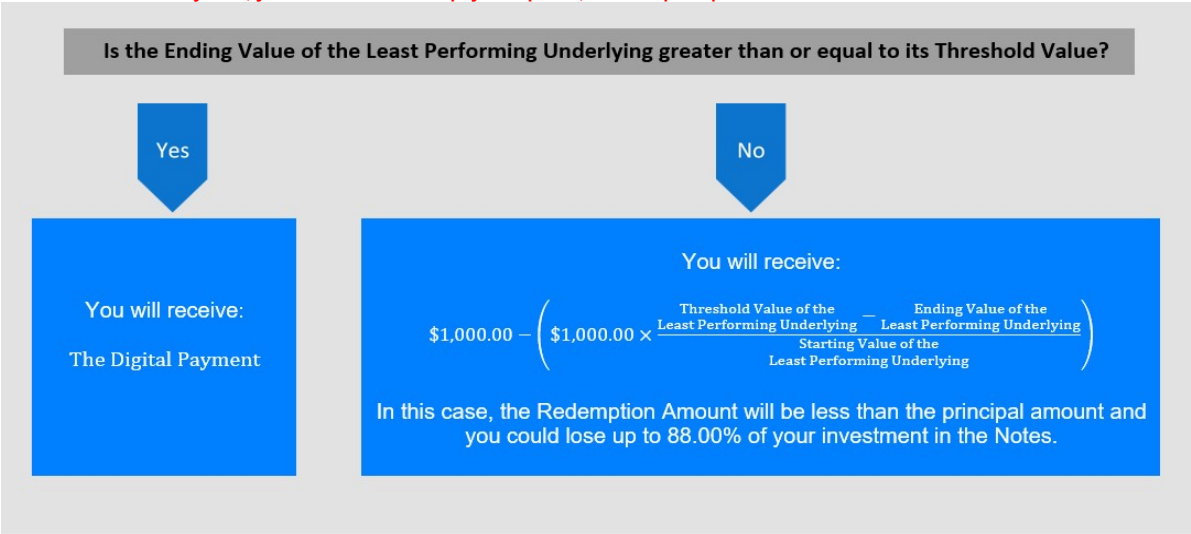 Is the Ending Value of the Least Performing Underlying greater than or equal to its Threshold Value?
Yes
No
You will receive:
The Digital Payment
You will receive:
$1,000.00 − ( $1,000.00 × (Threshold Value of the Least Performing Underlying − Ending Value of the Least Performing Underlying) / Starting Value of the Least Performing Underlying )
In this case, the Redemption Amount will be less than the principal amount and
you could lose up to 88.00% of your investment in the Notes.